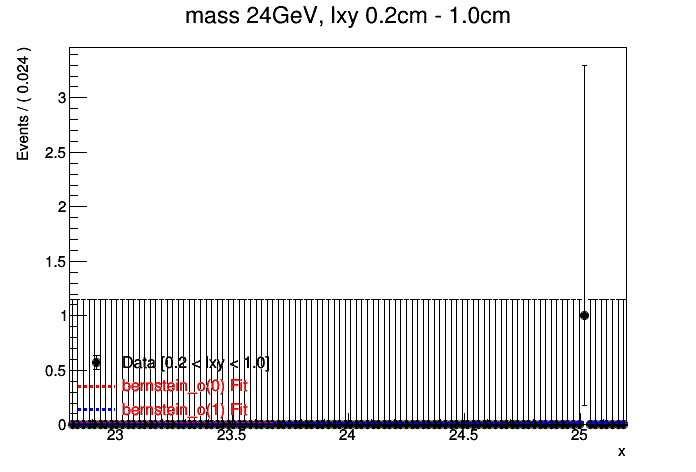 mass 24GeV, lxy 0.2cm - 1.0cm
Events / ( 0.024 )
3
2.5
2
1.5
1
0.5
0
Data [0.2 < lxy < 1.0]
bernstein_o(0) Fit
bernstein_o(1) Fit
23 23.5 24 24.5 25
x